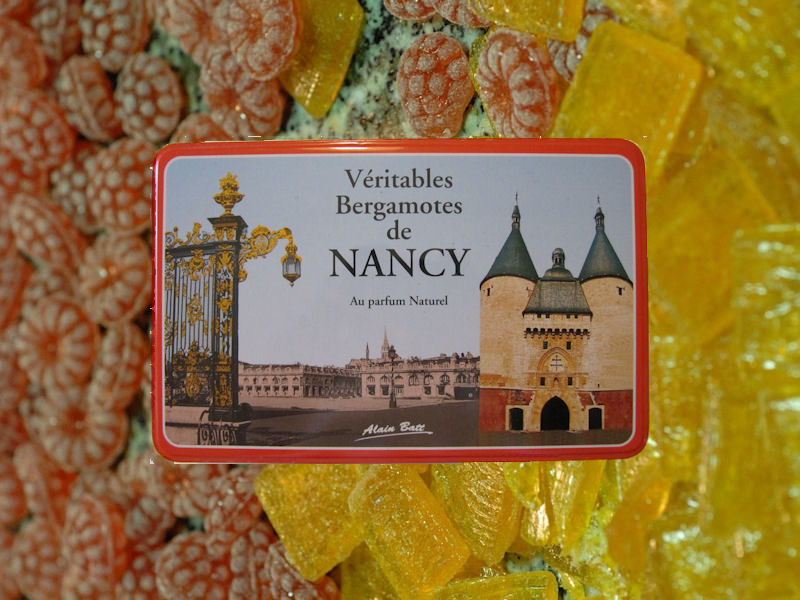 Véritables
Bergamotes
de
NANCY
Au parfum Naturel
Alain Batt